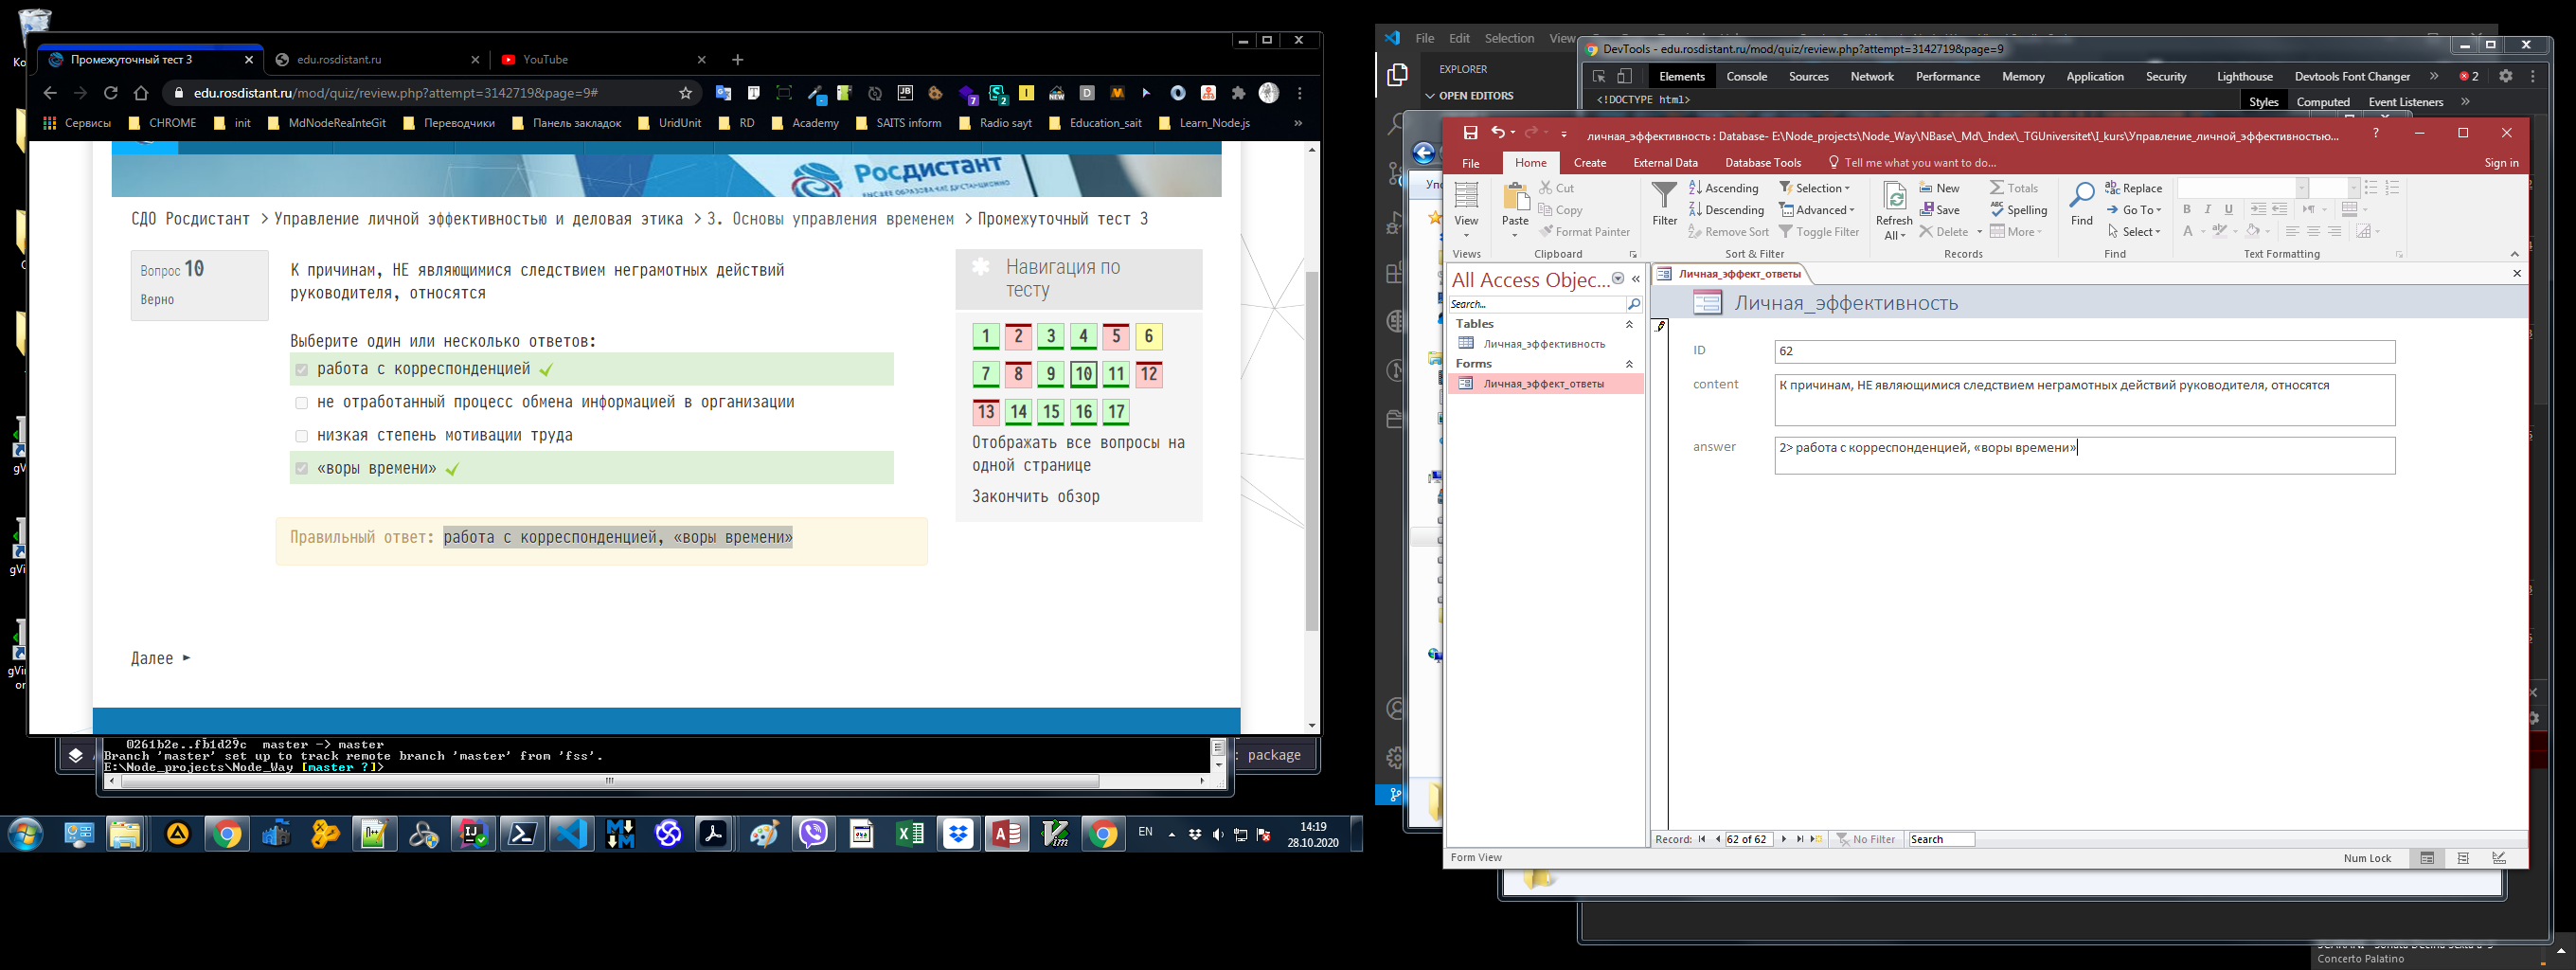 Промежуточный тест 3
edu.rosdistant.ru
YouTube
edu.rosdistant.ru/mod/quiz/review.php?attempt=3142719&page=9#
Сервисы
CHROME
init
MdNodeReaInteGit
Переводчики
Панель закладок
UridUnit
RD
Academy
SAITS inform
Radio sayt
Education_sait
Learn_Node.js
Росдистант
ВЫСШЕЕ ОБРАЗОВАНИЕ ДИСТАНЦИОННО
СДО Росдистант > Управление личной эффективностью и деловая этика > 3. Основы управления временем > Промежуточный тест 3
Вопрос 10
Верно
К причинам, НЕ являющимися следствием неграмотных действий
руководителя, относятся
Выберите один или несколько ответов:
работа с корреспонденцией
не отработанный процесс обмена информацией в организации
низкая степень мотивации труда
«воры времени»
Правильный ответ: работа с корреспонденцией, «воры времени»
Навигация по
тесту
1 2 3 4 5 6
7 8 9 10 11 12
13 14 15 16 17
Отображать все вопросы на
одной странице
Закончить обзор
Далее ►
0261b2e..fb1d29c  master -> master
Branch 'master' set up to track remote branch 'master' from 'fss'.
E:\Node_projects\Node_Way [master ?]>
: package
EN
14:19
28.10.2020
File Edit Selection View
EXPLORER
OPEN EDITORS
DevTools - edu.rosdistant.ru/mod/quiz/review.php?attempt=3142719&page=9
Elements Console Sources Network Performance Memory Application Security Lighthouse Devtools Font Changer » 2
<!DOCTYPE html>
Styles Computed Event Listeners »
личная_эффективность : Database- E:\Node_projects\Node_Way\NBase\_Md\_Index\_TGUniversitet\I_kurs\Управление_личной_эффективностью...
File Home Create External Data Database Tools Tell me what you want to do...
Sign in
View
Paste
Cut
Copy
Format Painter
Filter
Ascending
Descending
Remove Sort
Selection
Advanced
Toggle Filter
Refresh
All
New
Save
Delete
Totals
Spelling
More
Find
Replace
Go To
Select
B I U
Views
Clipboard
Sort & Filter
Records
Find
Text Formatting
All Access Objec... «
Search...
Tables
Личная_эффективность
Forms
Личная_эффект_ответы
Личная_эффект_ответы
Личная_эффективность
ID
62
content
К причинам, НЕ являющимися следствием неграмотных действий руководителя, относятся
answer
2> работа с корреспонденцией, «воры времени»
Record: 62 of 62 No Filter Search
Form View
Num Lock
Concerto Palatino